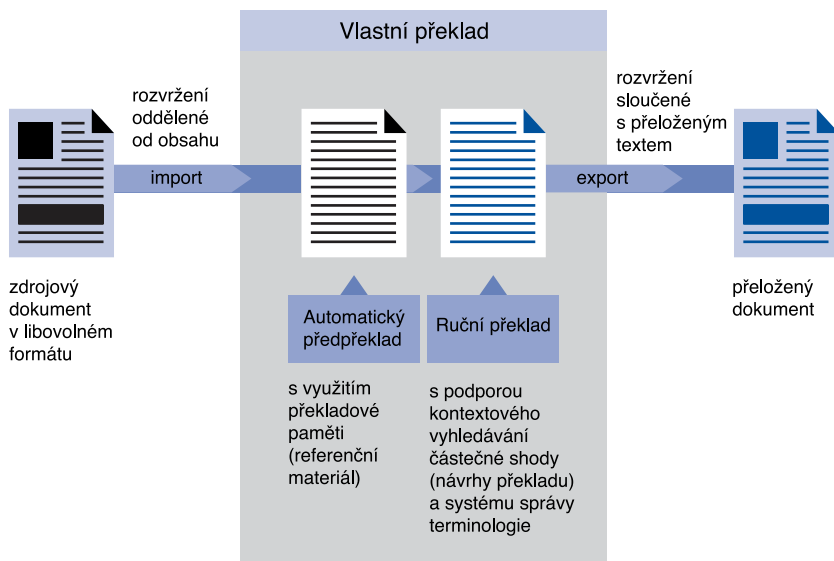 Vlastní překlad
rozvržení
oddělené
od obsahu
import
rozvržení
sloučené
s přeloženým
textem
export
zdrojový
dokument
v libovolném
formátu
Automatický
předpřeklad
Ruční překlad
přeložený
dokument
s využitím
překladové
paměti
(referenční
materiál)
s podporou
kontextového
vyhledávání
částečné shody
(návrhy překladu)
a systému správy
terminologie